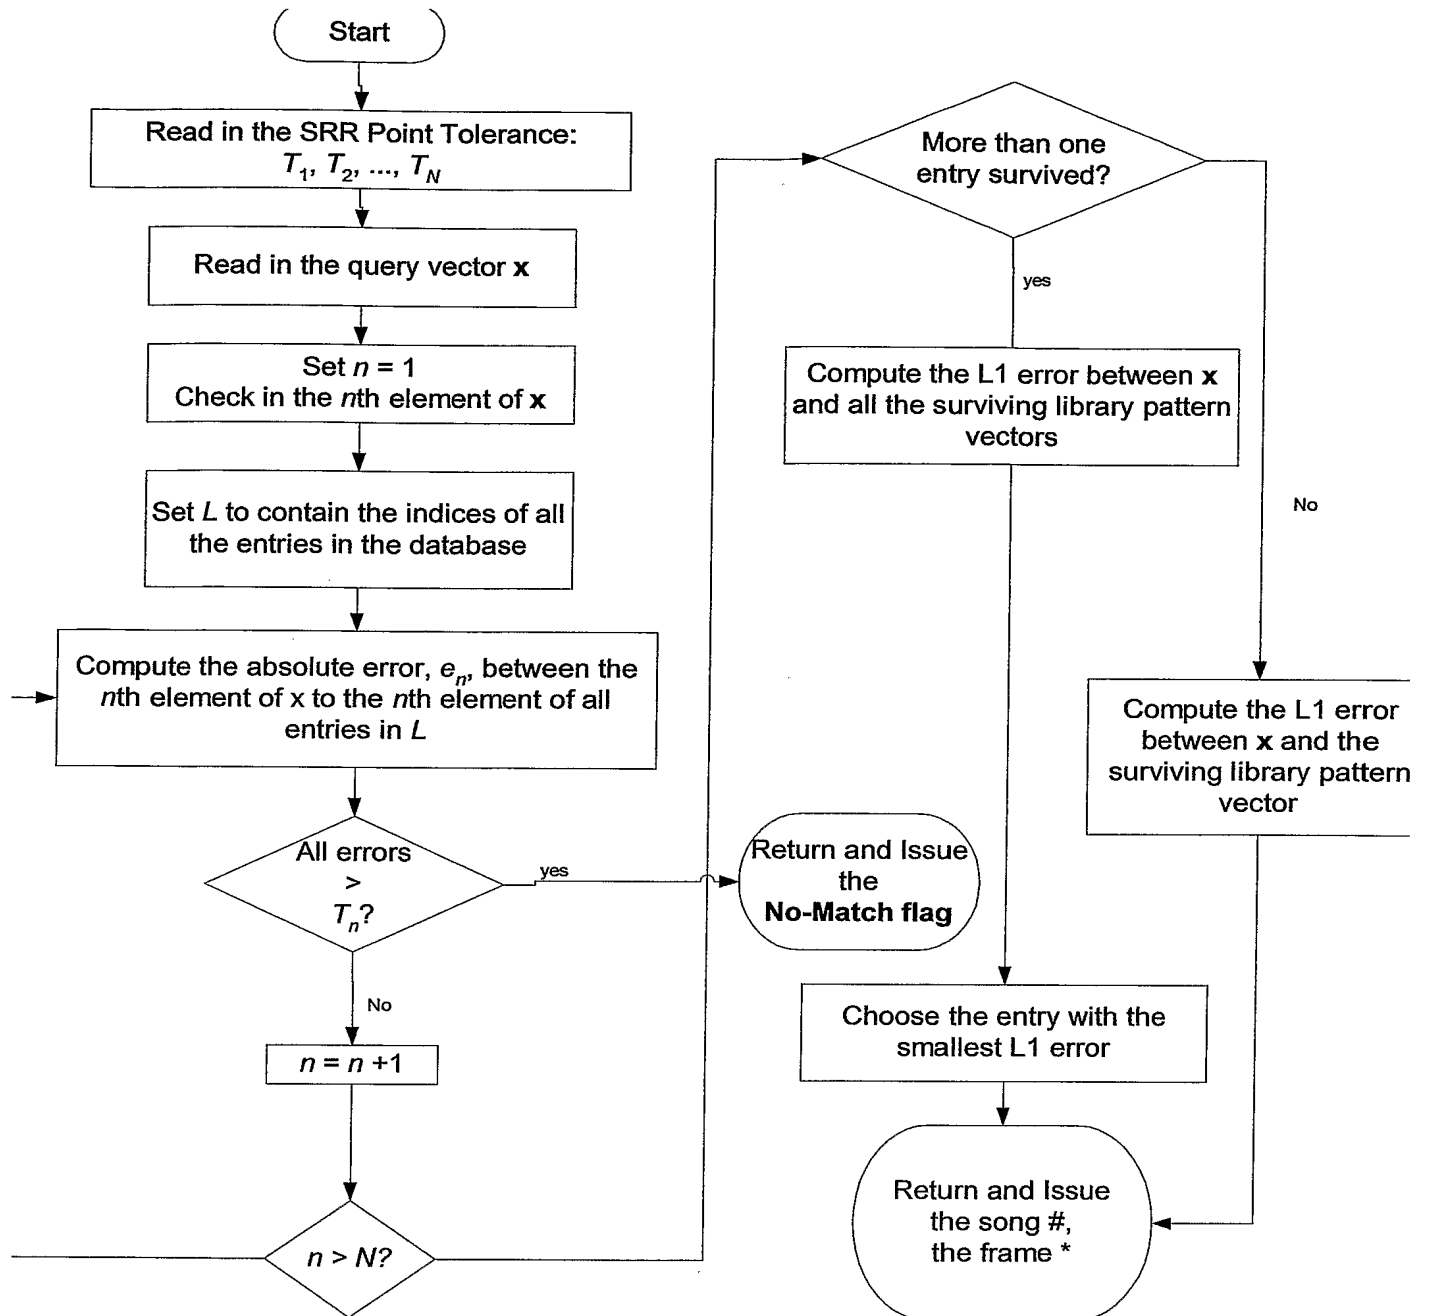 Start
Read in the SRR Point Tolerance:
T1, T2, ..., TN
Read in the query vector x
Set n = 1
Check in the nth element of x
Set L to contain the indices of all
the entries in the database
Compute the absolute error, en, between the
nth element of x to the nth element of all
entries in L
All errors
>
Tn?
yes
No
n = n +1
n > N?
Return and Issue
the
No-Match flag
More than one
entry survived?
yes
No
Compute the L1 error between x
and all the surviving library pattern
vectors
Compute the L1 error
between x and the
surviving library pattern
vector
Choose the entry with the
smallest L1 error
Return and Issue
the song #,
the frame *